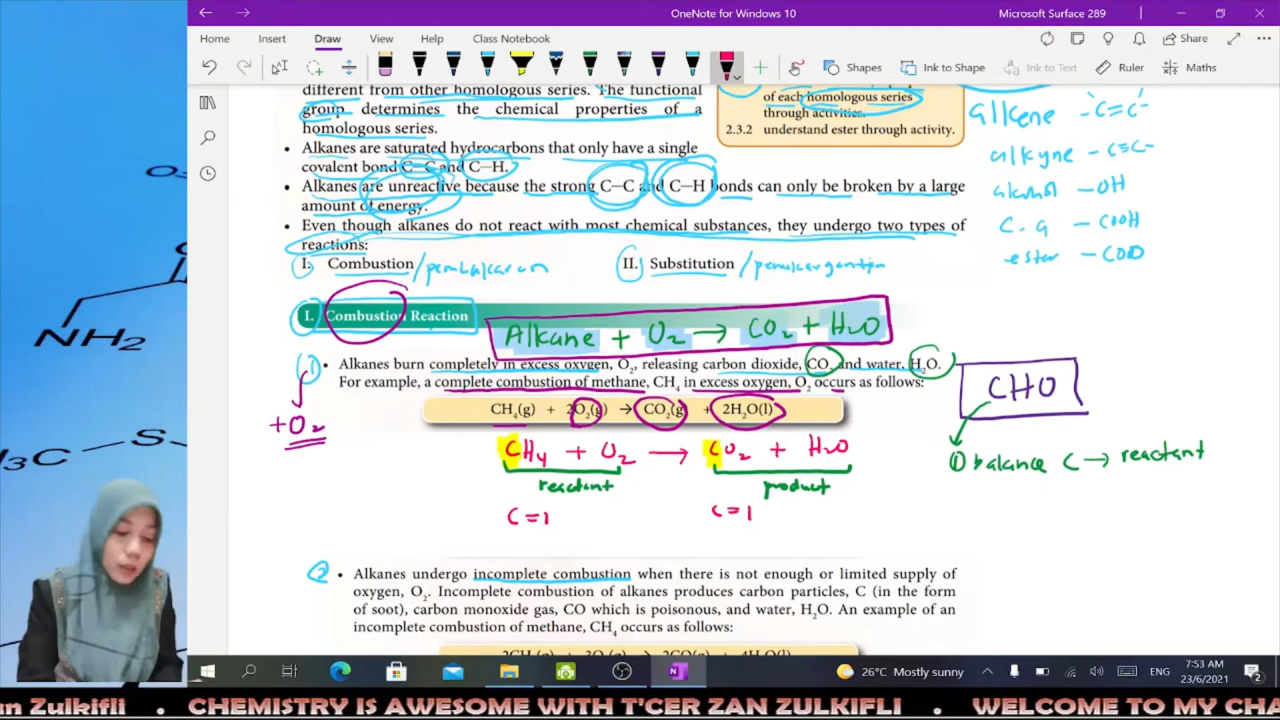 OneNote for Windows 10
Microsoft Surface 289
Home Insert Draw View Help Class Notebook
Share
Shapes Ink to Shape Ink to Text Ruler Maths
different from other homologous series. The functional
group determines the chemical properties of a
homologous series.
of each homologous series
through activities.
2.3.2 understand ester through activity.
alkene -C=C-
alkyne -C≡C-
alcohol -OH
C.a -COOH
ester -COO
• Alkanes are saturated hydrocarbons that only have a single
covalent bond C–C and C–H.
• Alkanes are unreactive because the strong C–C and C–H bonds can only be broken by a large
amount of energy.
• Even though alkanes do not react with most chemical substances, they undergo two types of
reactions:
I. Combustion /pembakaran II. Substitution /penukargantian
I. Combustion Reaction
Alkane + O₂ → CO₂ + H₂O
(1) • Alkanes burn completely in excess oxygen, O₂, releasing carbon dioxide, CO₂ and water, H₂O.
For example, a complete combustion of methane, CH₄ in excess oxygen, O₂ occurs as follows:
CH₄(g) + 2O₂(g) → CO₂(g) + 2H₂O(l)
+O₂
CHO
① balance C → reactant
CH₄ + O₂ → CO₂ + H₂O
reactant product
C=1 C=1
2 • Alkanes undergo incomplete combustion when there is not enough or limited supply of
oxygen, O₂. Incomplete combustion of alkanes produces carbon particles, C (in the form
of soot), carbon monoxide gas, CO which is poisonous, and water, H₂O. An example of an
incomplete combustion of methane, CH₄ occurs as follows:
2CH₄(g) + 3O₂(g) → 2CO(g) + 4H₂O(l)
NH₂
S
26°C Mostly sunny
ENG
7:53 AM
23/6/2021
2
an Zulkifli • CHEMISTRY IS AWESOME WITH T'CER ZAN ZULKIFLI • WELCOME TO MY CHA